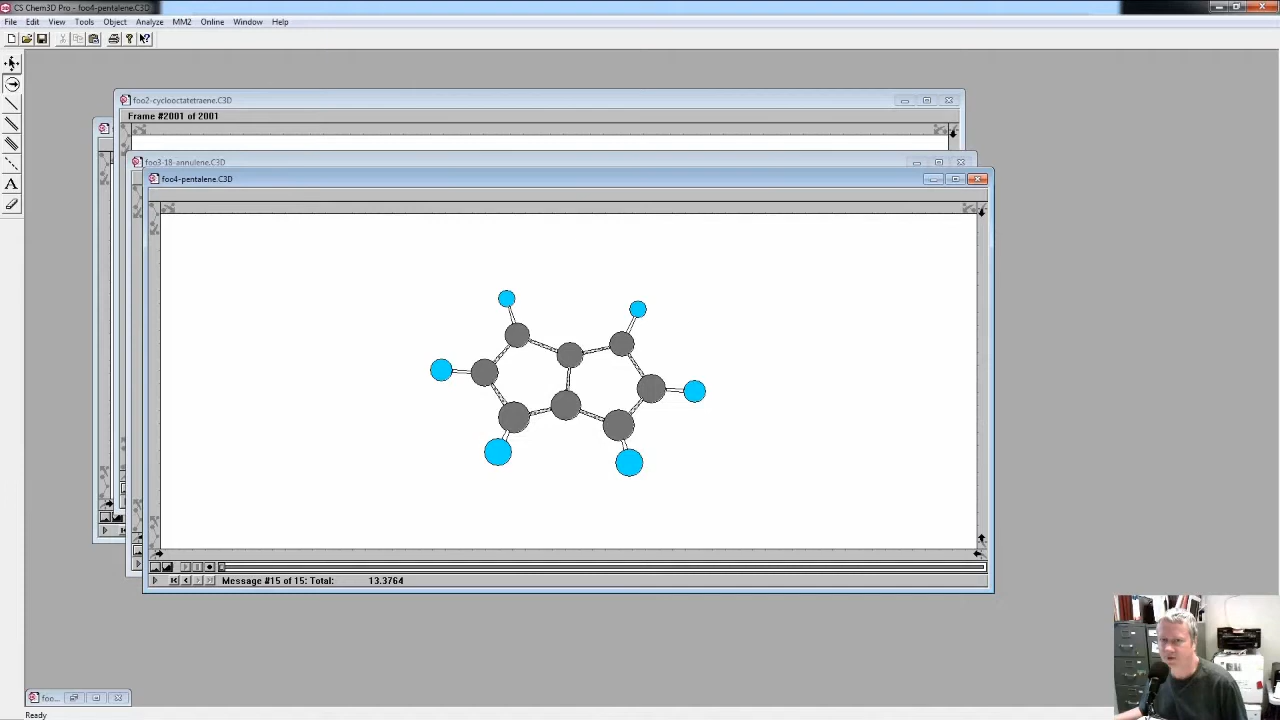 CS Chem3D Pro - foo4-pentalene.C3D
File Edit View Tools Object Analyze MM2 Online Window Help
foo2-cyclooctatetraene.C3D
Frame #2001 of 2001
foo3-18-annulene.C3D
foo4-pentalene.C3D
A
Message #15 of 15: Total: 13.3764
foo...
Ready